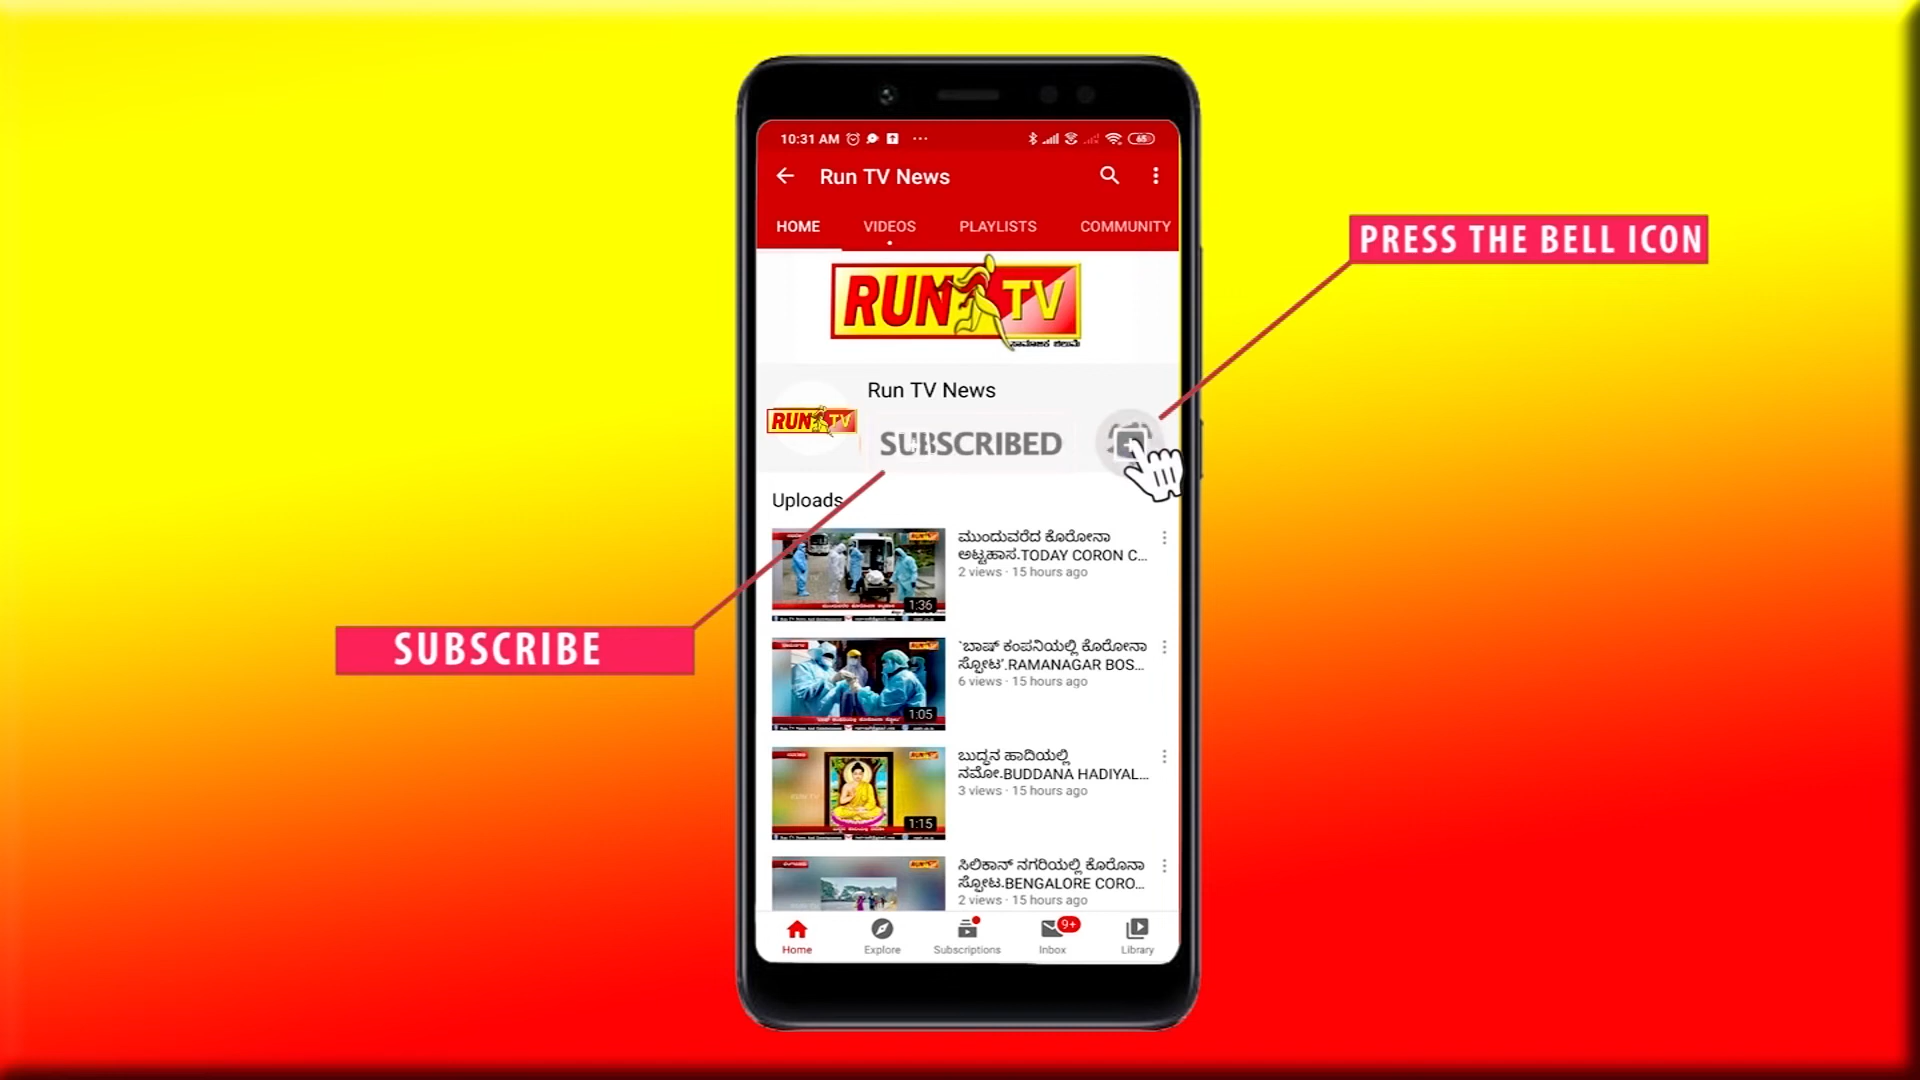 10:31 AM
65
Run TV News
HOME VIDEOS PLAYLISTS COMMUNITY
PRESS THE BELL ICON
RUN TV
ಸಾಮಾಜಿಕ ಚಿಲುಮೆ
Run TV News
RUN TV
SUBSCRIBED
Uploads
ಮುಂದುವರೆದ ಕೊರೋನಾ
ಅಟ್ಟಹಾಸ.TODAY CORON C...
2 views · 15 hours ago
1:36
SUBSCRIBE
`ಬಾಷ್ ಕಂಪನಿಯಲ್ಲಿ ಕೊರೋನಾ
ಸ್ಫೋಟ'.RAMANAGAR BOS...
6 views · 15 hours ago
1:05
ಬುದ್ಧನ ಹಾದಿಯಲ್ಲಿ
ನಮೋ.BUDDANA HADIYAL...
3 views · 15 hours ago
1:15
ಸಿಲಿಕಾನ್ ನಗರಿಯಲ್ಲಿ ಕೊರೊನಾ
ಸ್ಫೋಟ.BENGALORE CORO...
2 views · 15 hours ago
9+
Home Explore Subscriptions Inbox Library